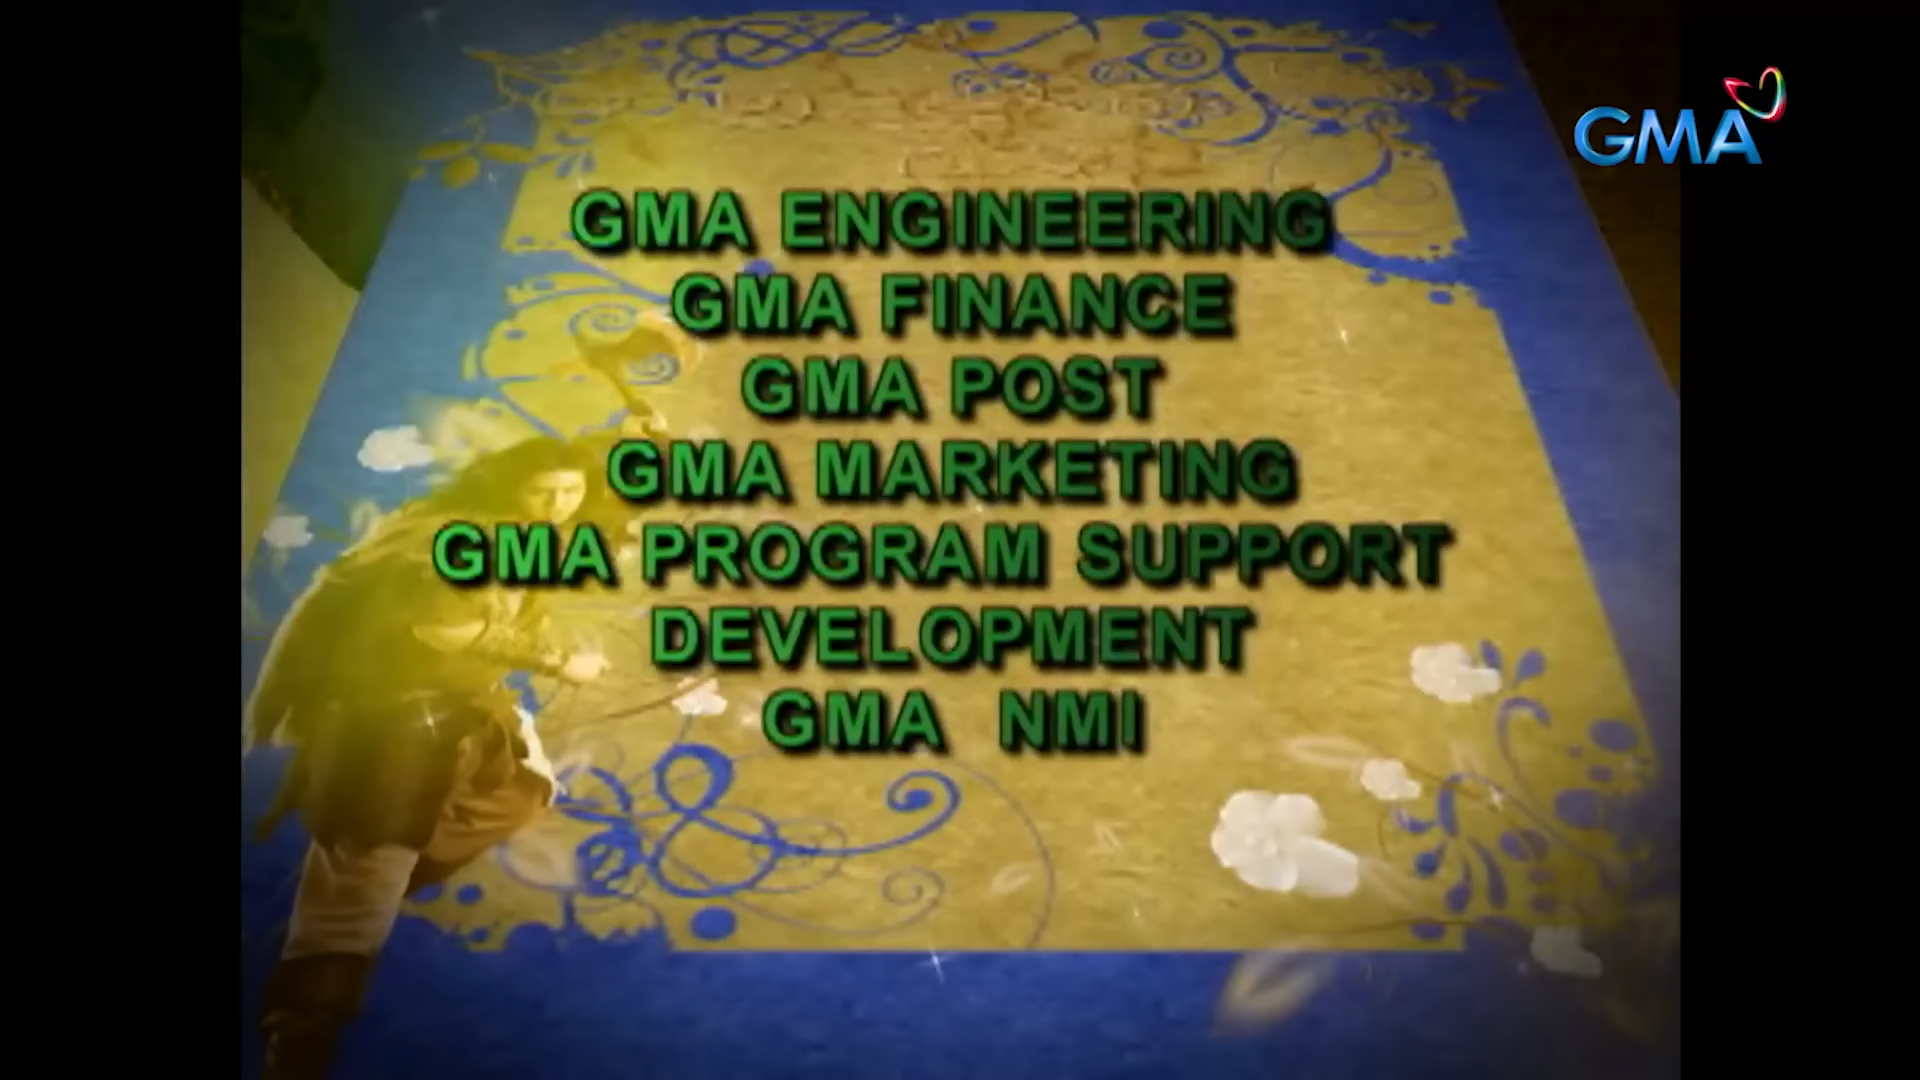 GMA
GMA ENGINEERING
GMA FINANCE
GMA POST
GMA MARKETING
GMA PROGRAM SUPPORT
DEVELOPMENT
GMA NMI